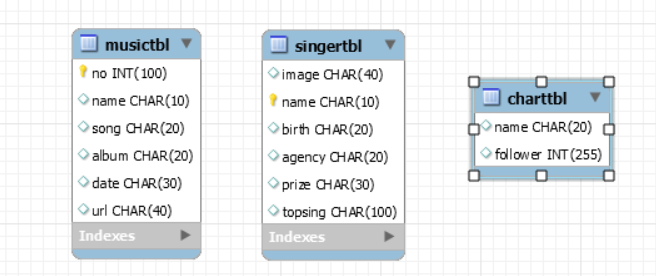 musictbl
no INT(100)
name CHAR(10)
song CHAR(20)
album CHAR(20)
date CHAR(30)
url CHAR(40)
Indexes
singertbl
image CHAR(40)
name CHAR(10)
birth CHAR(20)
agency CHAR(20)
prize CHAR(30)
topsing CHAR(100)
Indexes
charttbl
name CHAR(20)
follower INT(255)